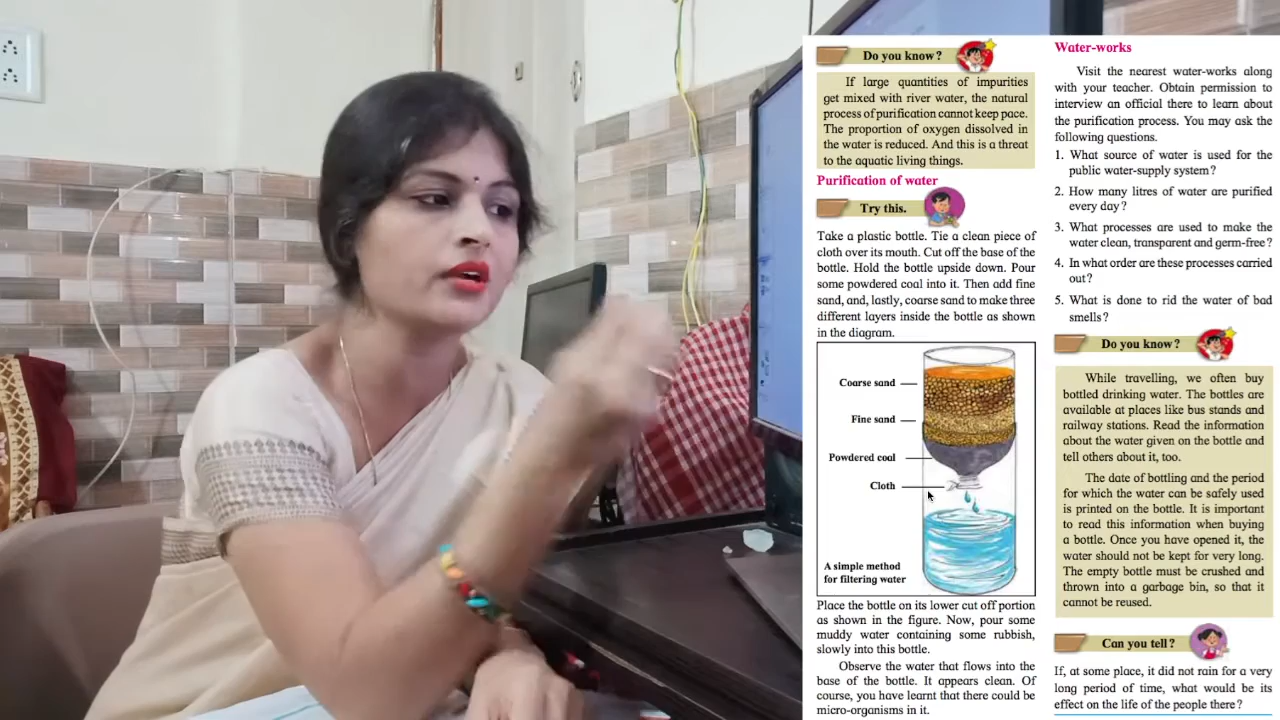 Do you know?
If large quantities of impurities
get mixed with river water, the natural
process of purification cannot keep pace.
The proportion of oxygen dissolved in
the water is reduced. And this is a threat
to the aquatic living things.
Purification of water
Try this.
Take a plastic bottle. Tie a clean piece of
cloth over its mouth. Cut off the base of the
bottle. Hold the bottle upside down. Pour
some powdered coal into it. Then add fine
sand, and, lastly, coarse sand to make three
different layers inside the bottle as shown
in the diagram.
Coarse sand
Fine sand
Powdered coal
Cloth
A simple method
for filtering water
Place the bottle on its lower cut off portion
as shown in the figure. Now, pour some
muddy water containing some rubbish,
slowly into this bottle.
Observe the water that flows into the
base of the bottle. It appears clean. Of
course, you have learnt that there could be
micro-organisms in it.
Water-works
Visit the nearest water-works along
with your teacher. Obtain permission to
interview an official there to learn about
the purification process. You may ask the
following questions.
1. What source of water is used for the
public water-supply system?
2. How many litres of water are purified
every day?
3. What processes are used to make the
water clean, transparent and germ-free?
4. In what order are these processes carried
out?
5. What is done to rid the water of bad
smells?
Do you know?
While travelling, we often buy
bottled drinking water. The bottles are
available at places like bus stands and
railway stations. Read the information
about the water given on the bottle and
tell others about it, too.
The date of bottling and the period
for which the water can be safely used
is printed on the bottle. It is important
to read this information when buying
a bottle. Once you have opened it, the
water should not be kept for very long.
The empty bottle must be crushed and
thrown into a garbage bin, so that it
cannot be reused.
Can you tell?
If, at some place, it did not rain for a very
long period of time, what would be its
effect on the life of the people there?